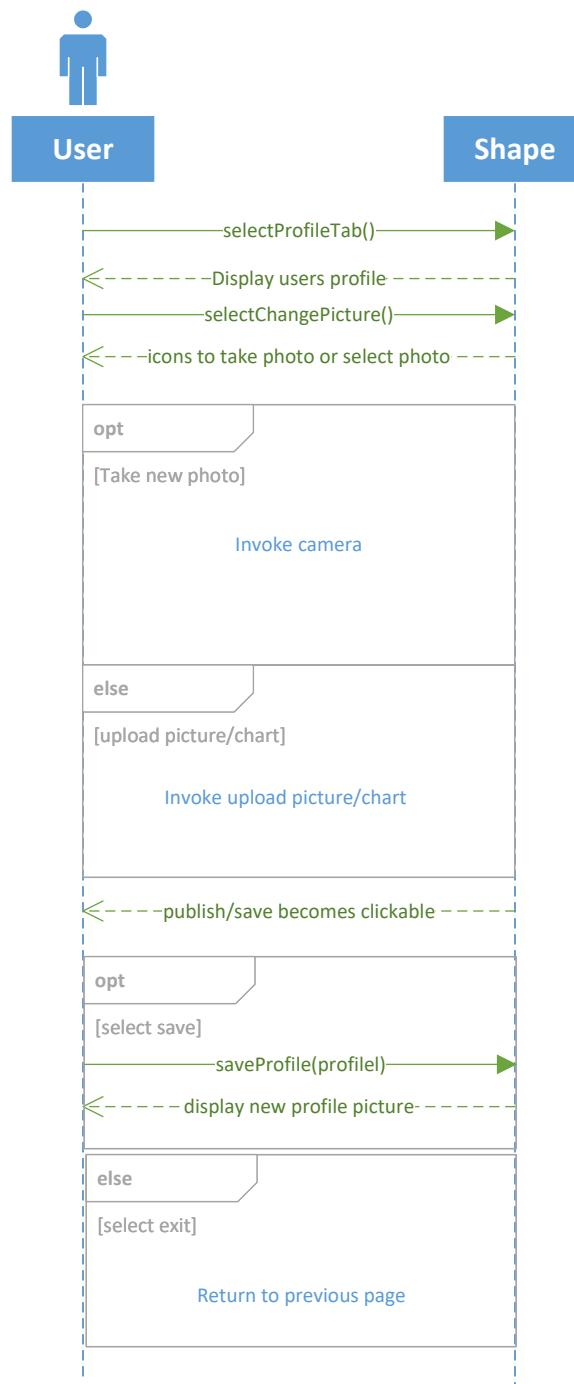 User
Shape
selectProfileTab()
Display users profile
selectChangePicture()
icons to take photo or select photo
opt
[Take new photo]
Invoke camera
else
[upload picture/chart]
Invoke upload picture/chart
publish/save becomes clickable
opt
[select save]
saveProfile(profilel)
display new profile picture
else
[select exit]
Return to previous page